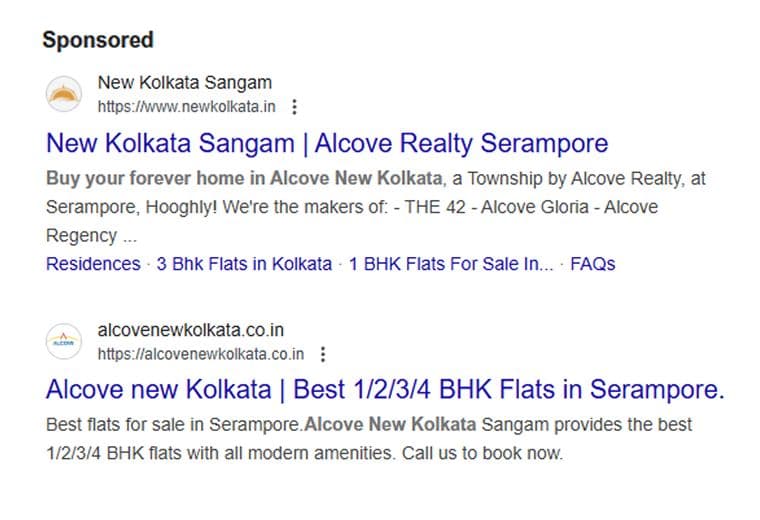 Sponsored
New Kolkata Sangam
https://www.newkolkata.in
New Kolkata Sangam | Alcove Realty Serampore
Buy your forever home in Alcove New Kolkata, a Township by Alcove Realty, at
Serampore, Hooghly! We're the makers of: - THE 42 - Alcove Gloria - Alcove
Regency ...
Residences · 3 Bhk Flats in Kolkata · 1 BHK Flats For Sale In... · FAQs
ALCOVE
alcovenewkolkata.co.in
https://alcovenewkolkata.co.in
Alcove new Kolkata | Best 1/2/3/4 BHK Flats in Serampore.
Best flats for sale in Serampore.Alcove New Kolkata Sangam provides the best
1/2/3/4 BHK flats with all modern amenities. Call us to book now.